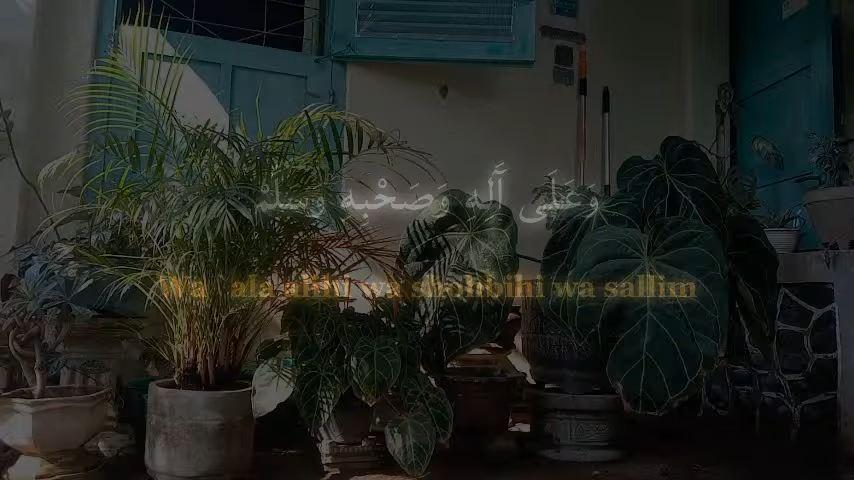 وَعَلَى آلِهِ وَصَحْبِهِ وَسَلِّمْ
Wa 'ala alihi wa shohbihi wa sallim